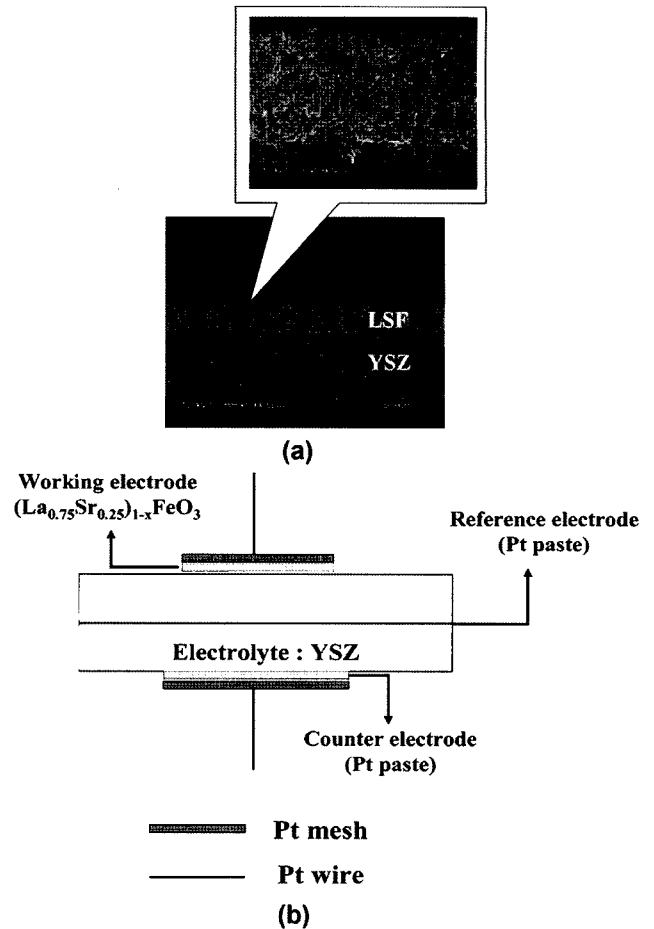 LSF
YSZ
(a)
Working electrode
(La0.75Sr0.25)1-xFeO3
Reference electrode
(Pt paste)
Electrolyte : YSZ
Counter electrode
(Pt paste)
Pt mesh
Pt wire
(b)